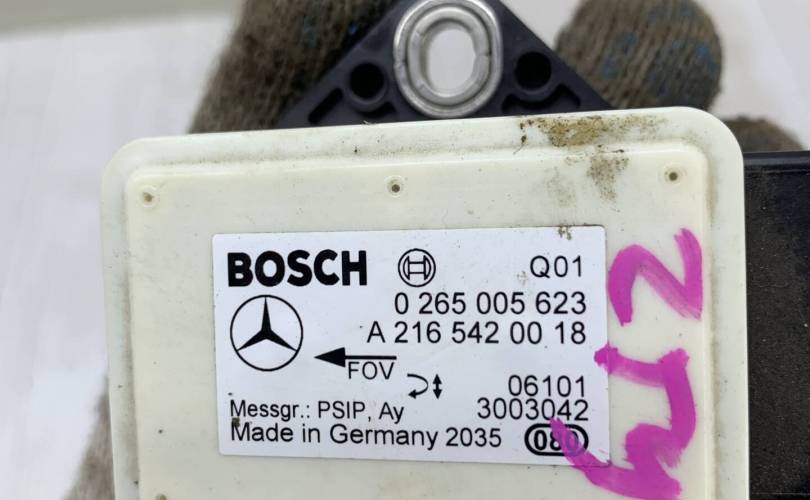 BOSCH Q01
0 265 005 623
A 216 542 00 18
FOV
06101
Messgr.: PSIP, Ay 3003042
Made in Germany 2035 080